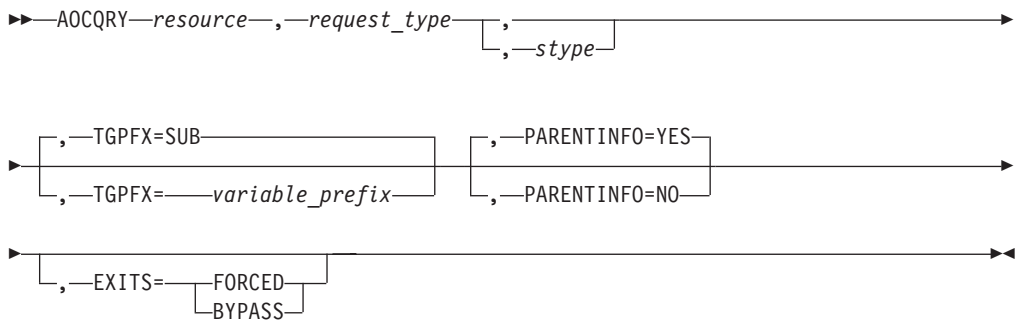 AOCQRY resource , request_type ,
, stype
, TGPFX=SUB , PARENTINFO=YES
, TGPFX= variable_prefix , PARENTINFO=NO
, EXITS= FORCED
BYPASS